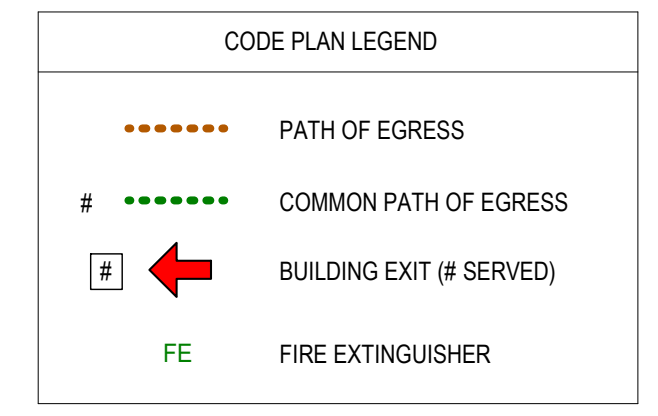 CODE PLAN LEGEND
PATH OF EGRESS
# COMMON PATH OF EGRESS
# BUILDING EXIT (# SERVED)
FE FIRE EXTINGUISHER